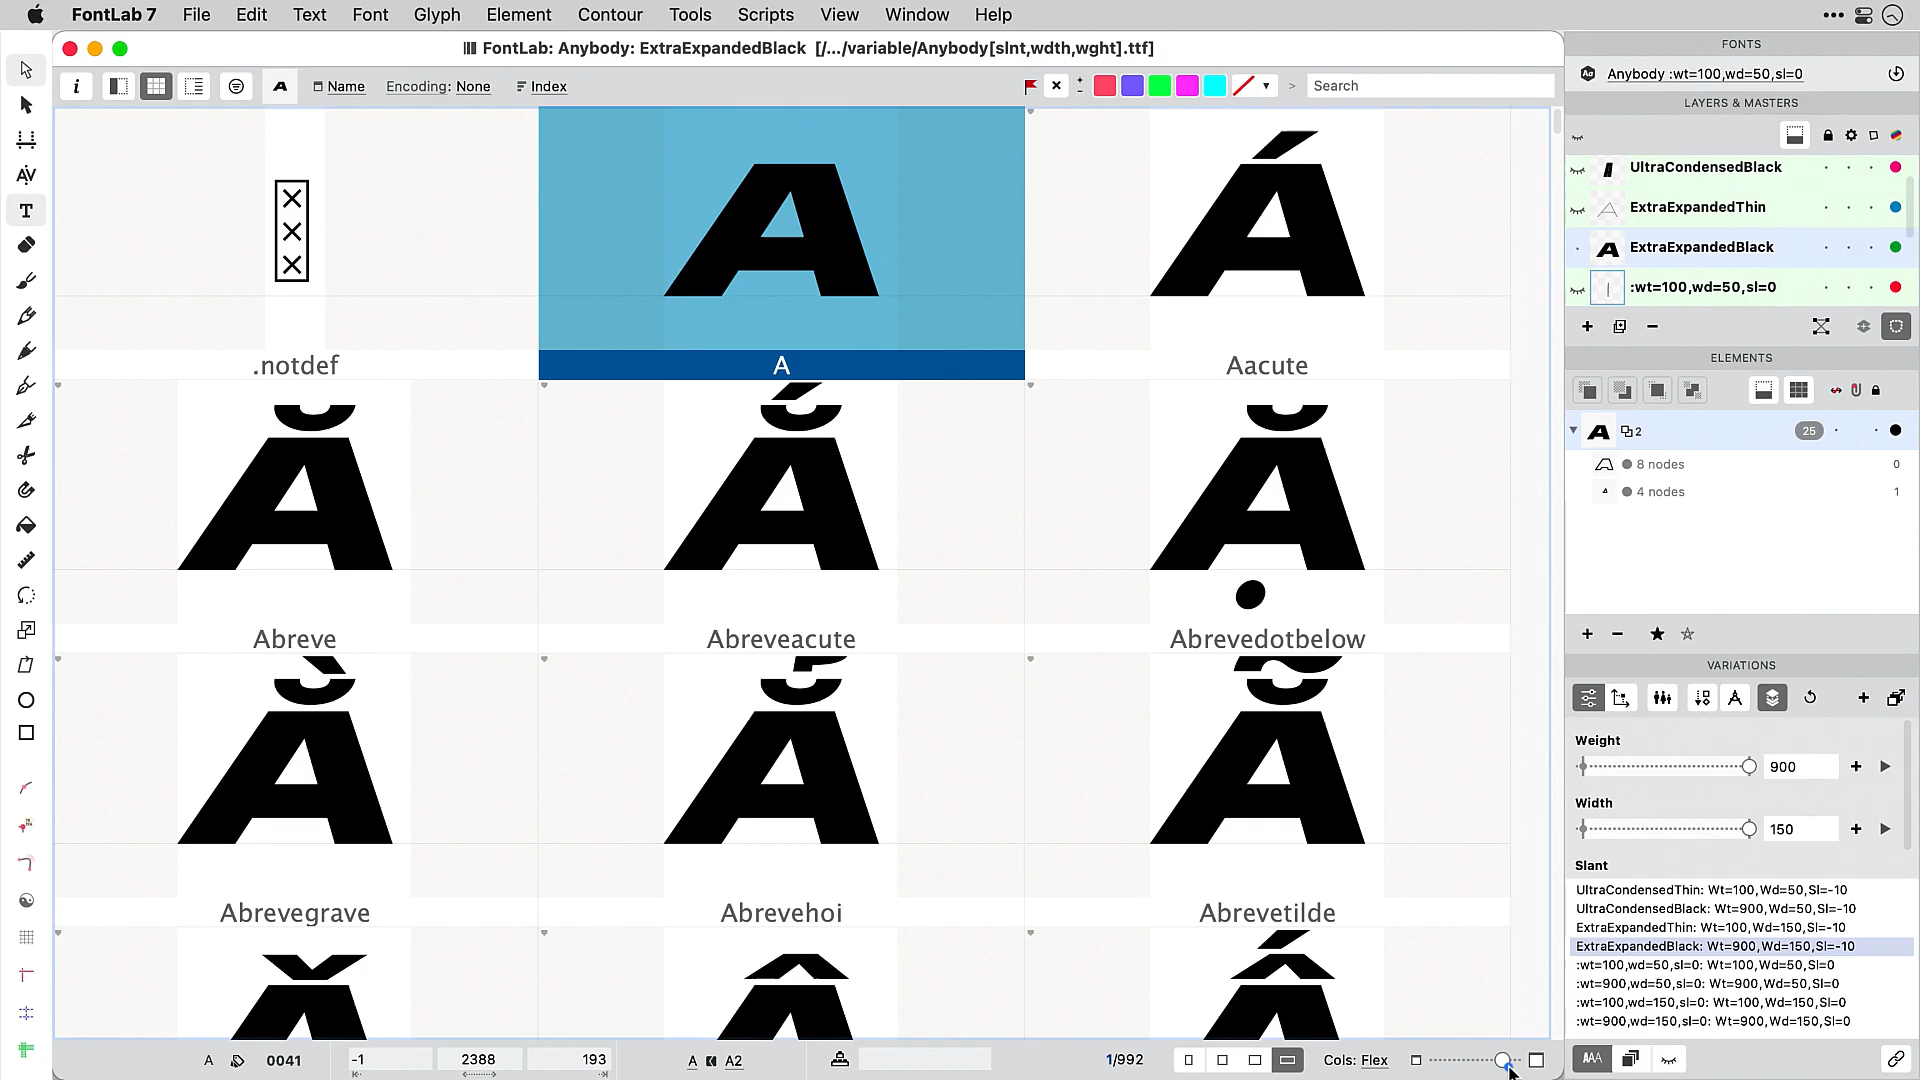 FontLab 7 File Edit Text Font Glyph Element Contour Tools Scripts View Window Help
FontLab: Anybody: ExtraExpandedBlack [/.../variable/Anybody[slnt,wdth,wght].ttf]
i A Name Encoding: None Index > Search
A Á
.notdef A Aacute
Abreve Abreveacute Abrevedotbelow
Abrevegrave Abrevehoi Abrevetilde
A 0041 -1 2388 193 A A2 1/992 Cols: Flex
FONTS
Anybody :wt=100,wd=50,sl=0
LAYERS & MASTERS
UltraCondensedBlack
ExtraExpandedThin
ExtraExpandedBlack
:wt=100,wd=50,sl=0
ELEMENTS
A 2 25
8 nodes 0
4 nodes 1
VARIATIONS
Weight
900
Width
150
Slant
UltraCondensedThin: Wt=100,Wd=50,Sl=-10
UltraCondensedBlack: Wt=900,Wd=50,Sl=-10
ExtraExpandedThin: Wt=100,Wd=150,Sl=-10
ExtraExpandedBlack: Wt=900,Wd=150,Sl=-10
:wt=100,wd=50,sl=0: Wt=100,Wd=50,Sl=0
:wt=900,wd=50,sl=0: Wt=900,Wd=50,Sl=0
:wt=100,wd=150,sl=0: Wt=100,Wd=150,Sl=0
:wt=900,wd=150,sl=0: Wt=900,Wd=150,Sl=0
AAA